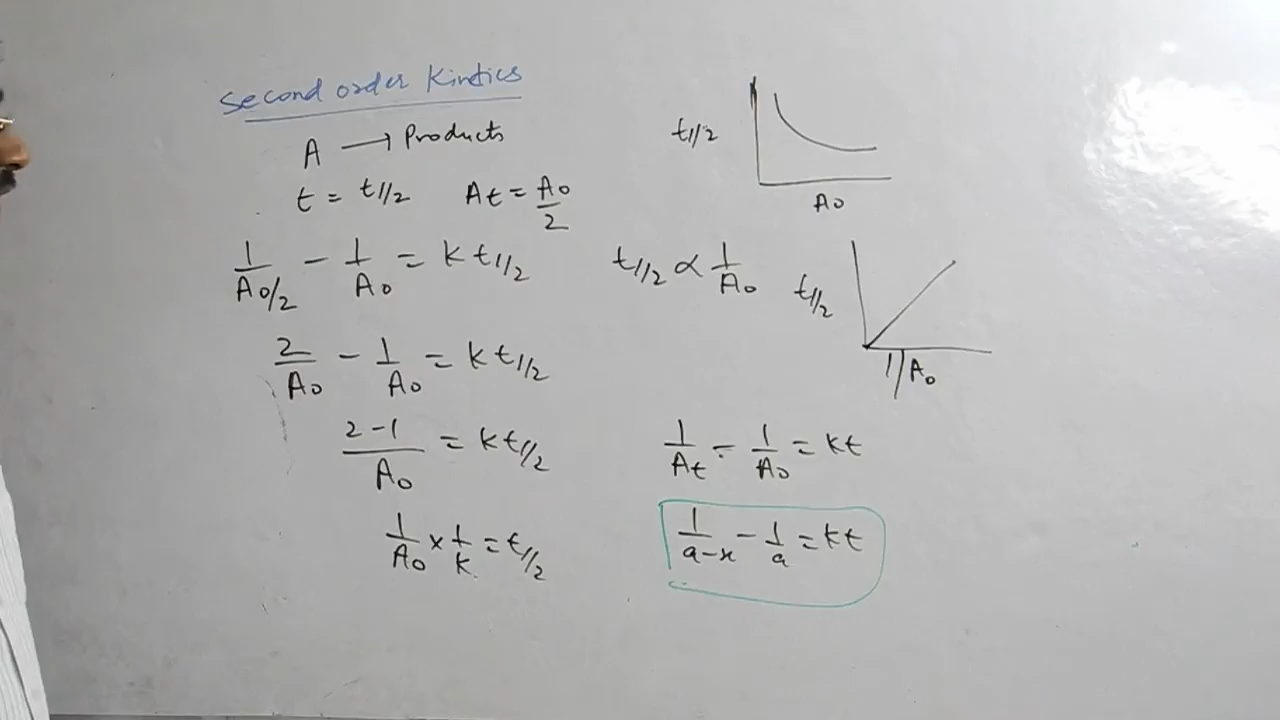 Second order Kintics
A → Products
t = t1/2 At = A0/2
1/(A0/2) - 1/A0 = k t1/2
2/A0 - 1/A0 = k t1/2
(2-1)/A0 = k t1/2
1/A0 × 1/k = t1/2
t1/2
A0
t1/2 ∝ 1/A0
t1/2
1/A0
1/At - 1/A0 = kt
1/(a-x) - 1/a = kt